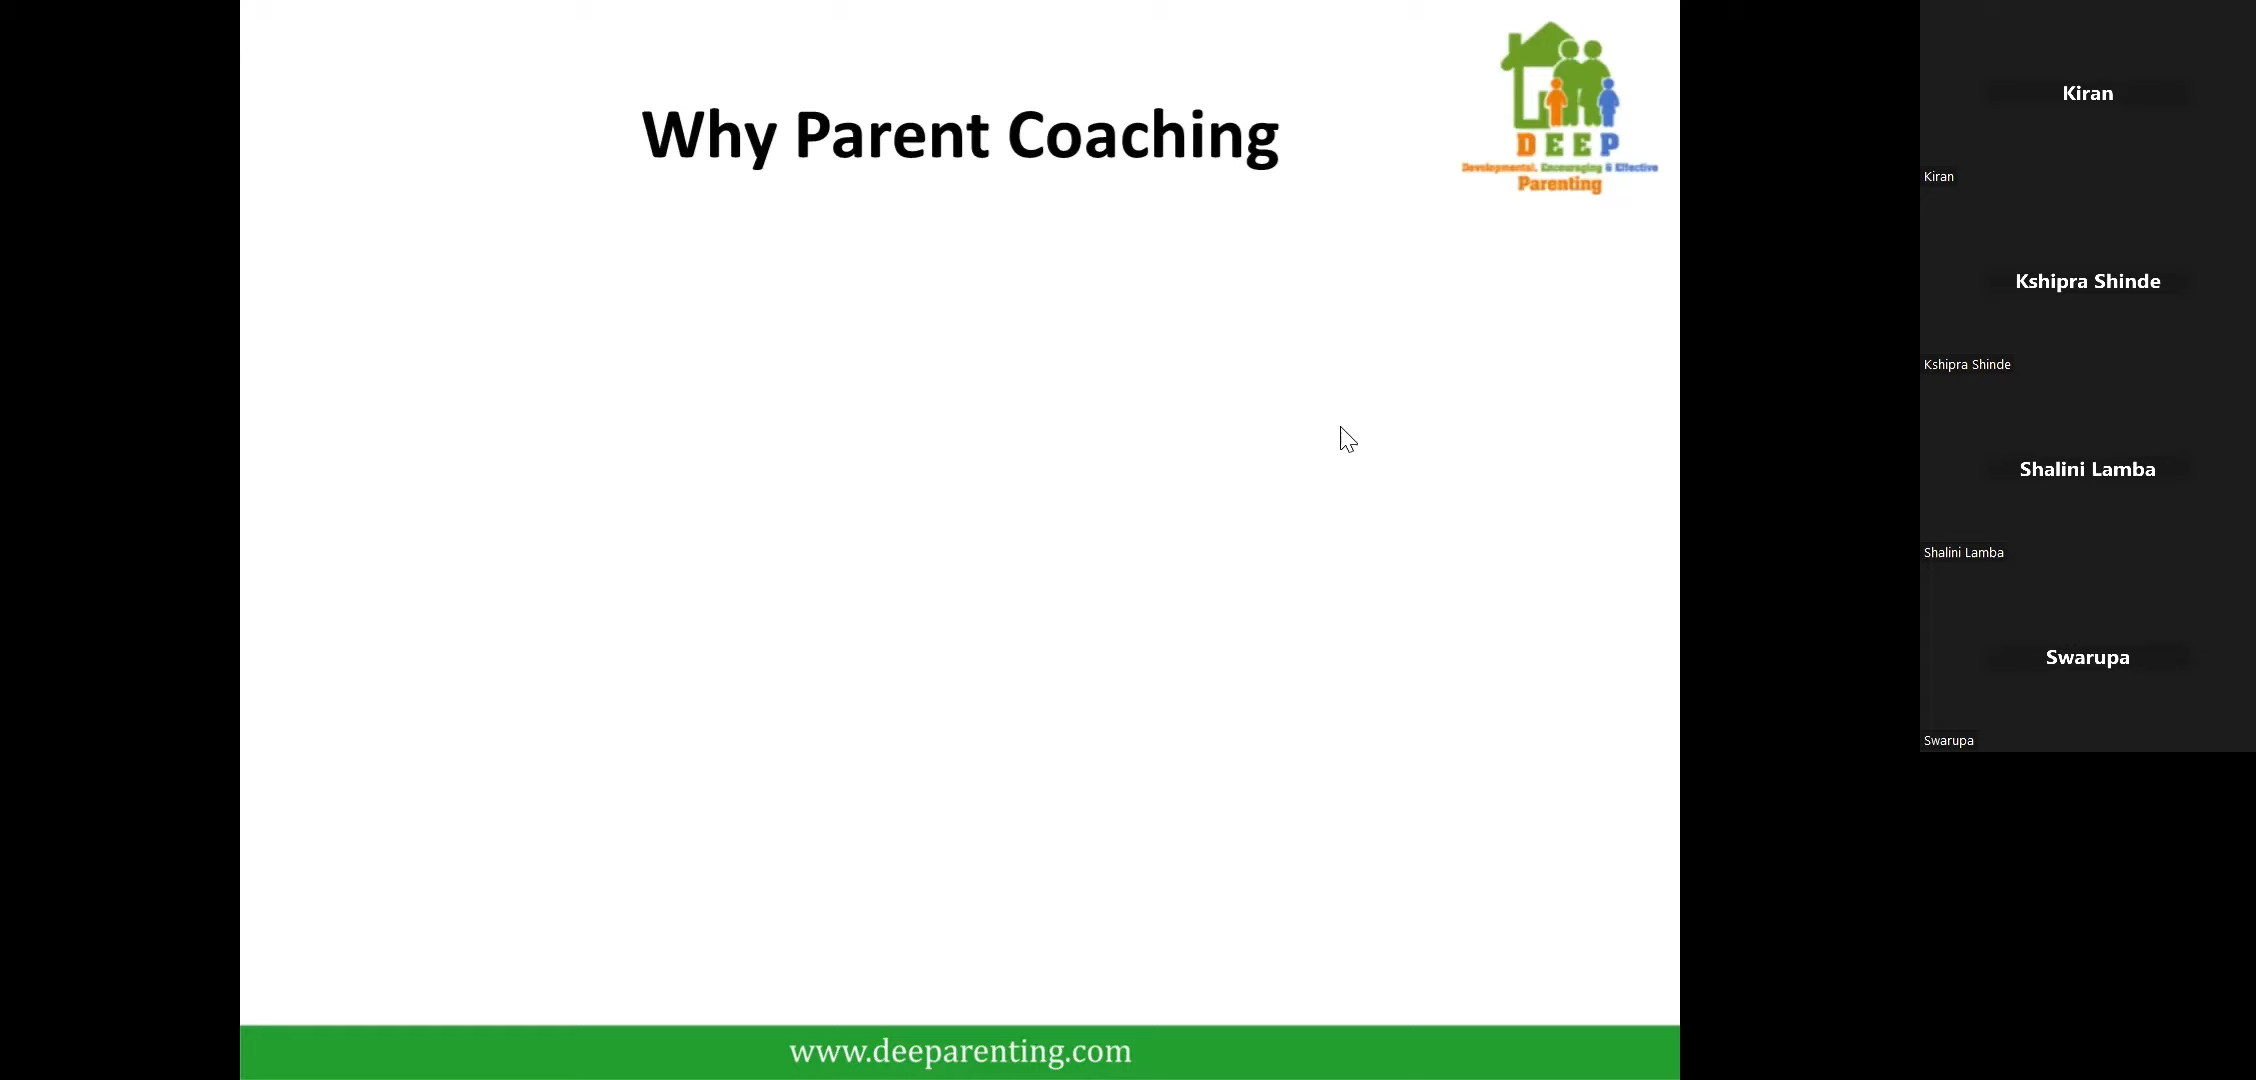 Why Parent Coaching
DEEP
Developmental, Encouraging & Effective
Parenting
www.deeparenting.com
Kiran
Kiran
Kshipra Shinde
Kshipra Shinde
Shalini Lamba
Shalini Lamba
Swarupa
Swarupa